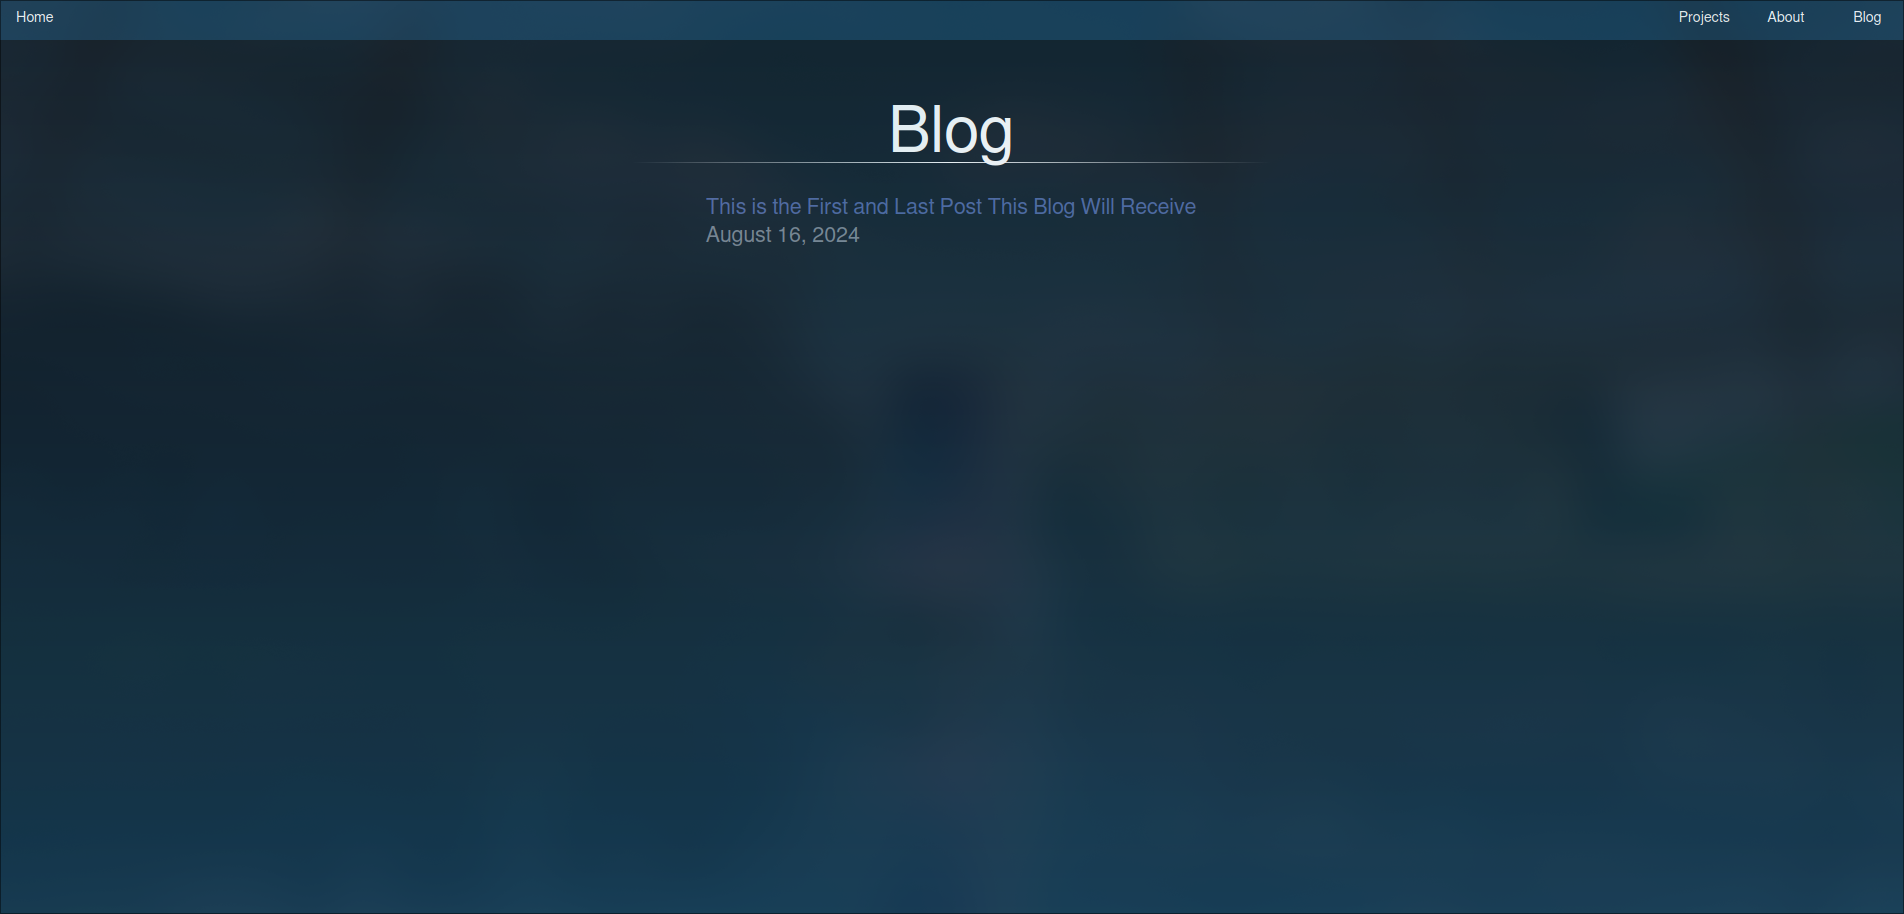 Home Projects About Blog
Blog
This is the First and Last Post This Blog Will Receive
August 16, 2024